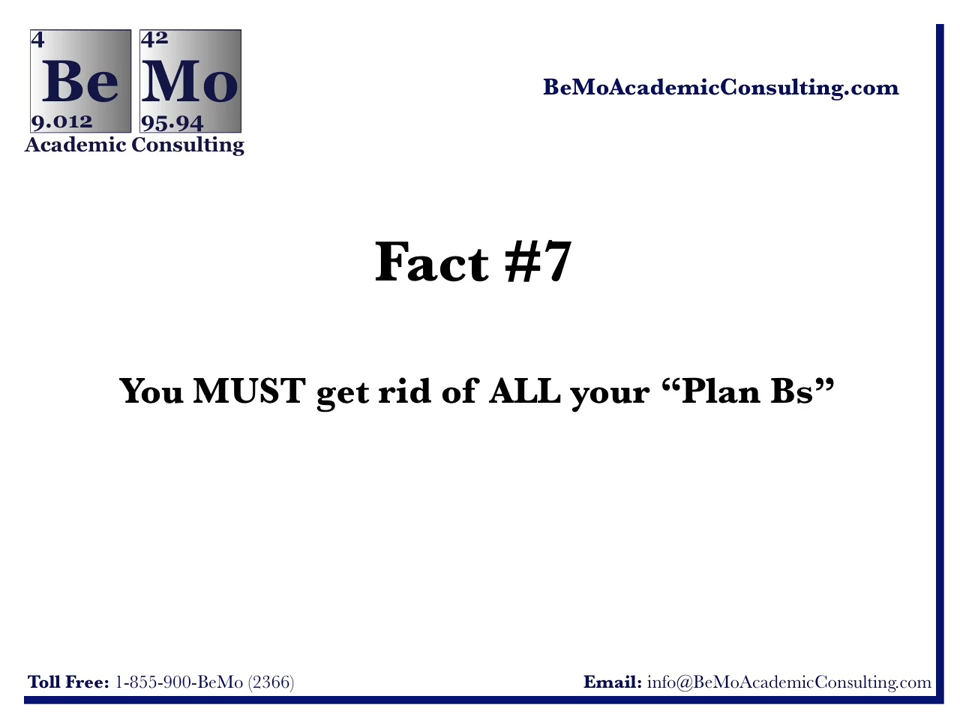 4 42
Be Mo
9.012 95.94
Academic Consulting
BeMoAcademicConsulting.com
Fact #7
You MUST get rid of ALL your “Plan Bs”
Toll Free: 1-855-900-BeMo (2366)
Email: info@BeMoAcademicConsulting.com